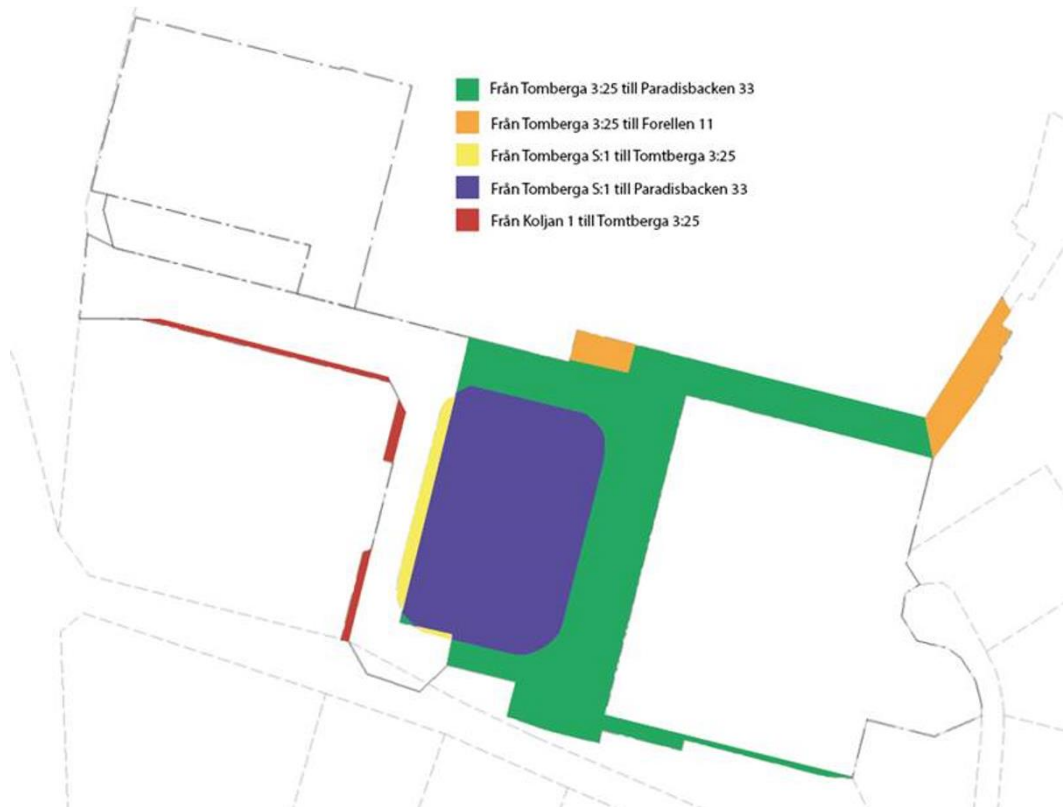 Från Tomberga 3:25 till Paradisbacken 33
Från Tomberga 3:25 till Forellen 11
Från Tomberga S:1 till Tomtberga 3:25
Från Tomberga S:1 till Paradisbacken 33
Från Koljan 1 till Tomtberga 3:25